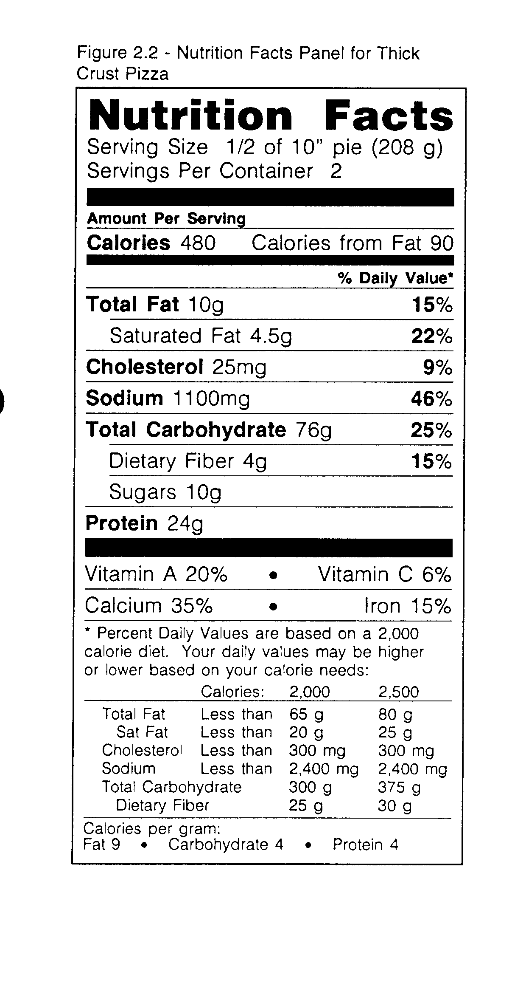 Figure 2.2 - Nutrition Facts Panel for Thick
Crust Pizza
Nutrition Facts
Serving Size 1/2 of 10" pie (208 g)
Servings Per Container 2
Amount Per Serving
Calories 480 Calories from Fat 90
% Daily Value*
Total Fat 10g 15%
Saturated Fat 4.5g 22%
Cholesterol 25mg 9%
Sodium 1100mg 46%
Total Carbohydrate 76g 25%
Dietary Fiber 4g 15%
Sugars 10g
Protein 24g
Vitamin A 20% • Vitamin C 6%
Calcium 35% • Iron 15%
* Percent Daily Values are based on a 2,000
calorie diet. Your daily values may be higher
or lower based on your calorie needs:
Calories: 2,000 2,500
Total Fat Less than 65 g 80 g
Sat Fat Less than 20 g 25 g
Cholesterol Less than 300 mg 300 mg
Sodium Less than 2,400 mg 2,400 mg
Total Carbohydrate 300 g 375 g
Dietary Fiber 25 g 30 g
Calories per gram:
Fat 9 • Carbohydrate 4 • Protein 4